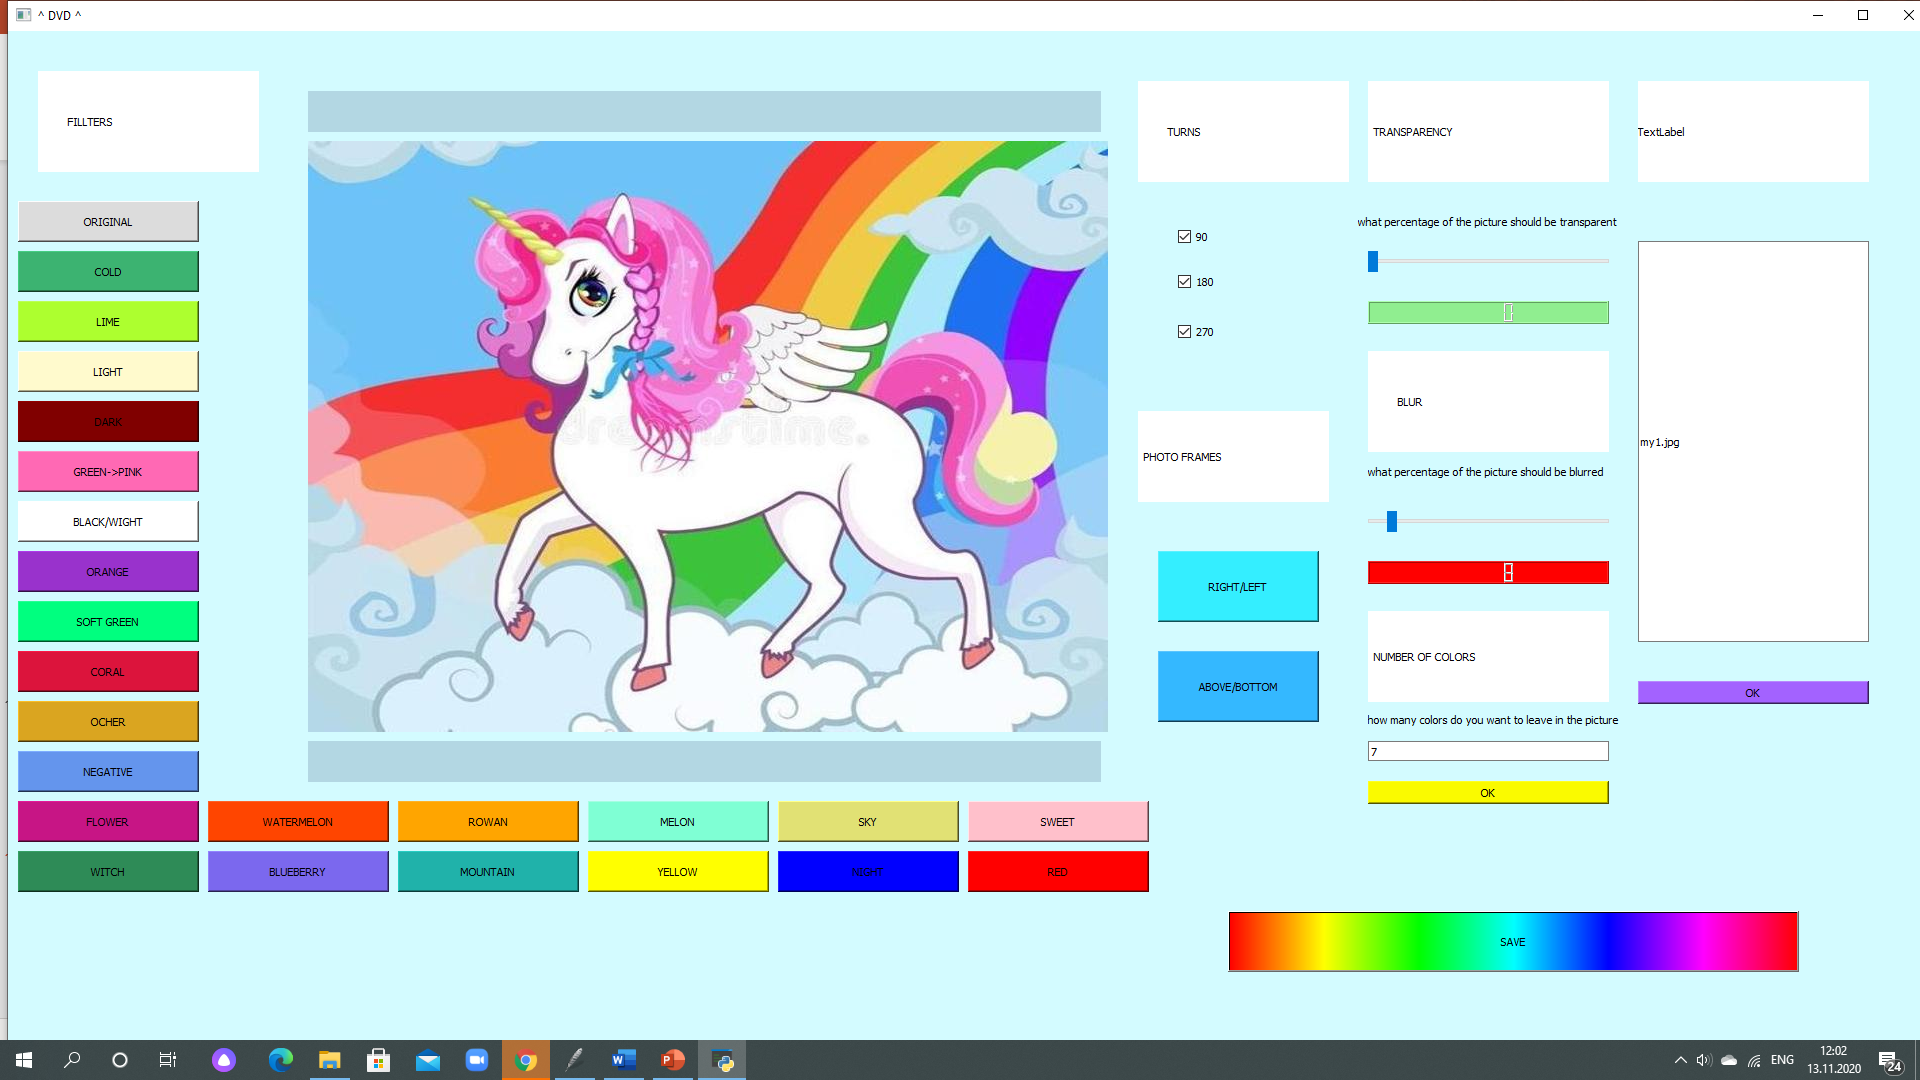 ^ DVD ^
FILLTERS
TURNS
TRANSPARENCY
TextLabel
ORIGINAL
COLD
LIME
LIGHT
DARK
GREEN->PINK
BLACK/WIGHT
ORANGE
SOFT GREEN
CORAL
OCHER
NEGATIVE
FLOWER
WATERMELON
ROWAN
MELON
SKY
SWEET
WITCH
BLUEBERRY
MOUNTAIN
YELLOW
NIGHT
RED
dreamstime.
90
180
270
PHOTO FRAMES
RIGHT/LEFT
ABOVE/BOTTOM
what percentage of the picture should be transparent
0
BLUR
what percentage of the picture should be blurred
8
NUMBER OF COLORS
how many colors do you want to leave in the picture
7
OK
my1.jpg
OK
SAVE
ENG
12:02
13.11.2020
24